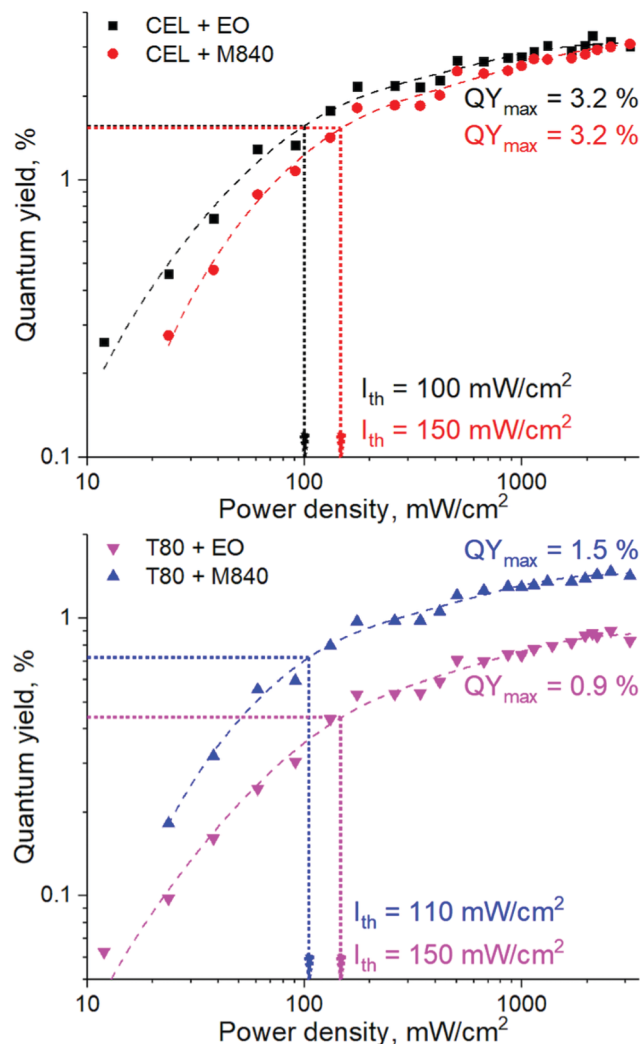 CEL + EO
CEL + M840
QYmax = 3.2 %
QYmax = 3.2 %
1
0.1
Quantum yield, %
Ith = 100 mW/cm²
Ith = 150 mW/cm²
10
100
1000
Power density, mW/cm²
T80 + EO
T80 + M840
QYmax = 1.5 %
QYmax = 0.9 %
1
0.1
Quantum yield, %
Ith = 110 mW/cm²
Ith = 150 mW/cm²
10
100
1000
Power density, mW/cm²